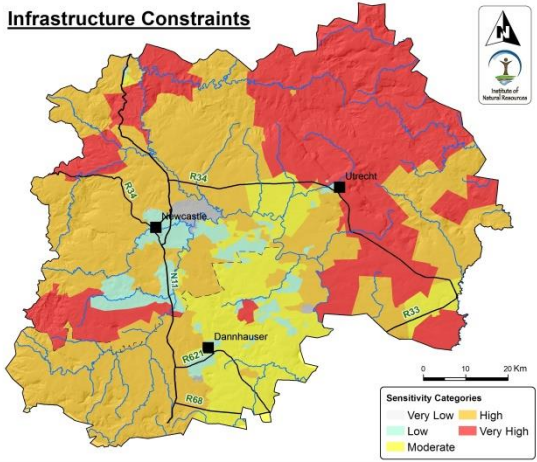 Infrastructure Constraints
N
Institute of
Natural Resources
R34
Utrecht
R34
Newcastle
N11
R33
Dannhauser
R621
R68
0 10 20 Km
Sensitivity Categories
Very Low High
Low Very High
Moderate